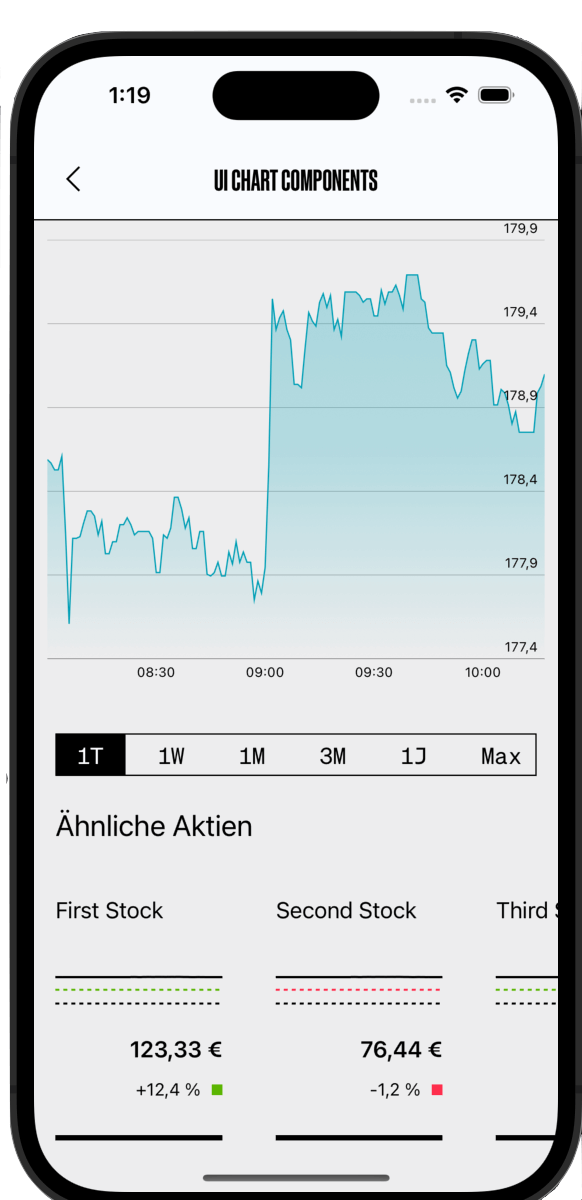 1:19
UI CHART COMPONENTS
179,9
179,4
178,9
178,4
177,9
177,4
08:30 09:00 09:30 10:00
1T 1W 1M 3M 1J Max
Ähnliche Aktien
First Stock Second Stock Third
123,33 € 76,44 €
+12,4 % -1,2 %